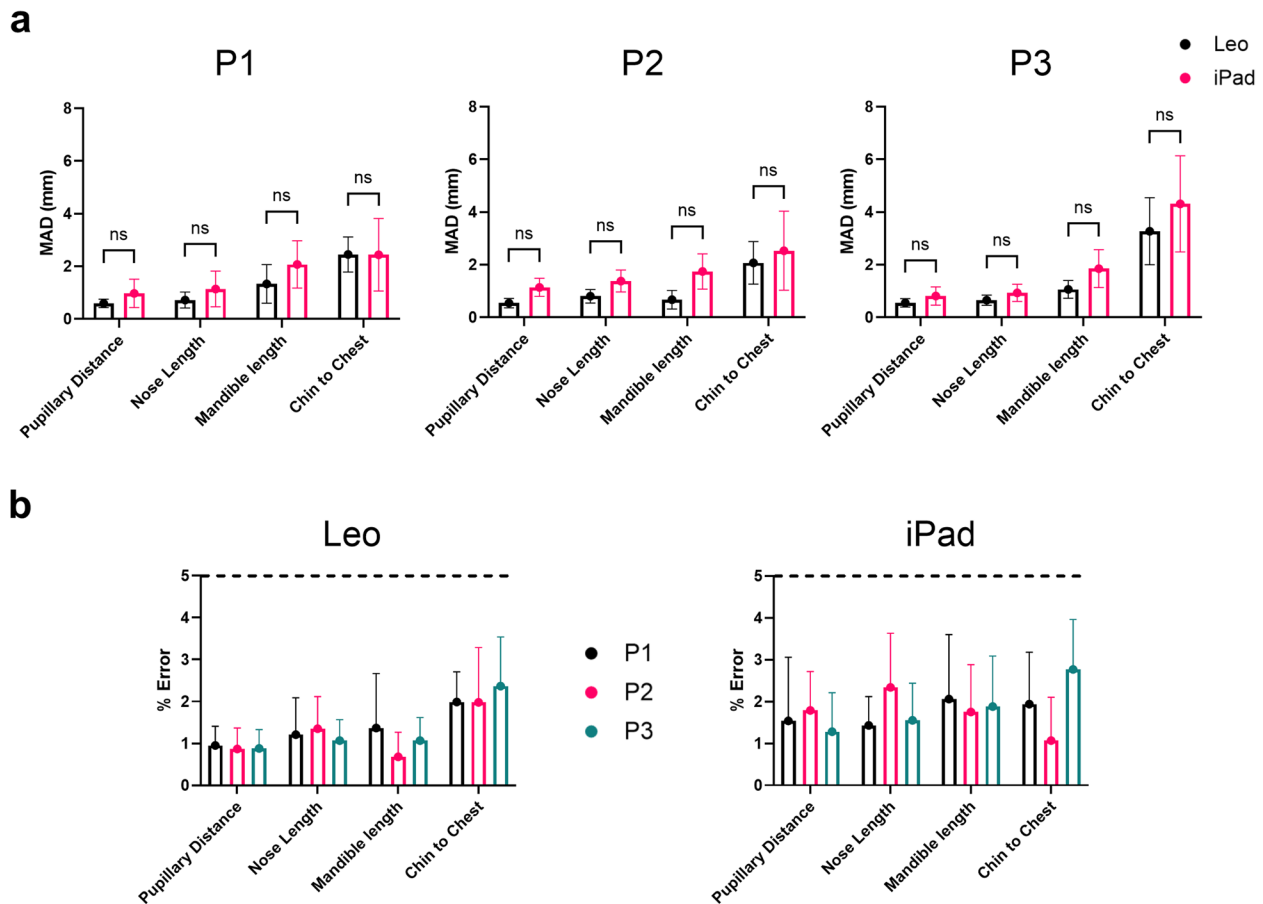 a
P1
P2
P3
Leo
iPad
MAD (mm)
8
6
4
2
0
ns
ns
ns
ns
Pupillary Distance
Nose Length
Mandible length
Chin to Chest
MAD (mm)
8
6
4
2
0
ns
ns
ns
ns
Pupillary Distance
Nose Length
Mandible length
Chin to Chest
MAD (mm)
8
6
4
2
0
ns
ns
ns
ns
Pupillary Distance
Nose Length
Mandible length
Chin to Chest
b
Leo
% Error
5
4
3
2
1
0
Pupillary Distance
Nose Length
Mandible length
Chin to Chest
P1
P2
P3
iPad
% Error
5
4
3
2
1
0
Pupillary Distance
Nose Length
Mandible length
Chin to Chest